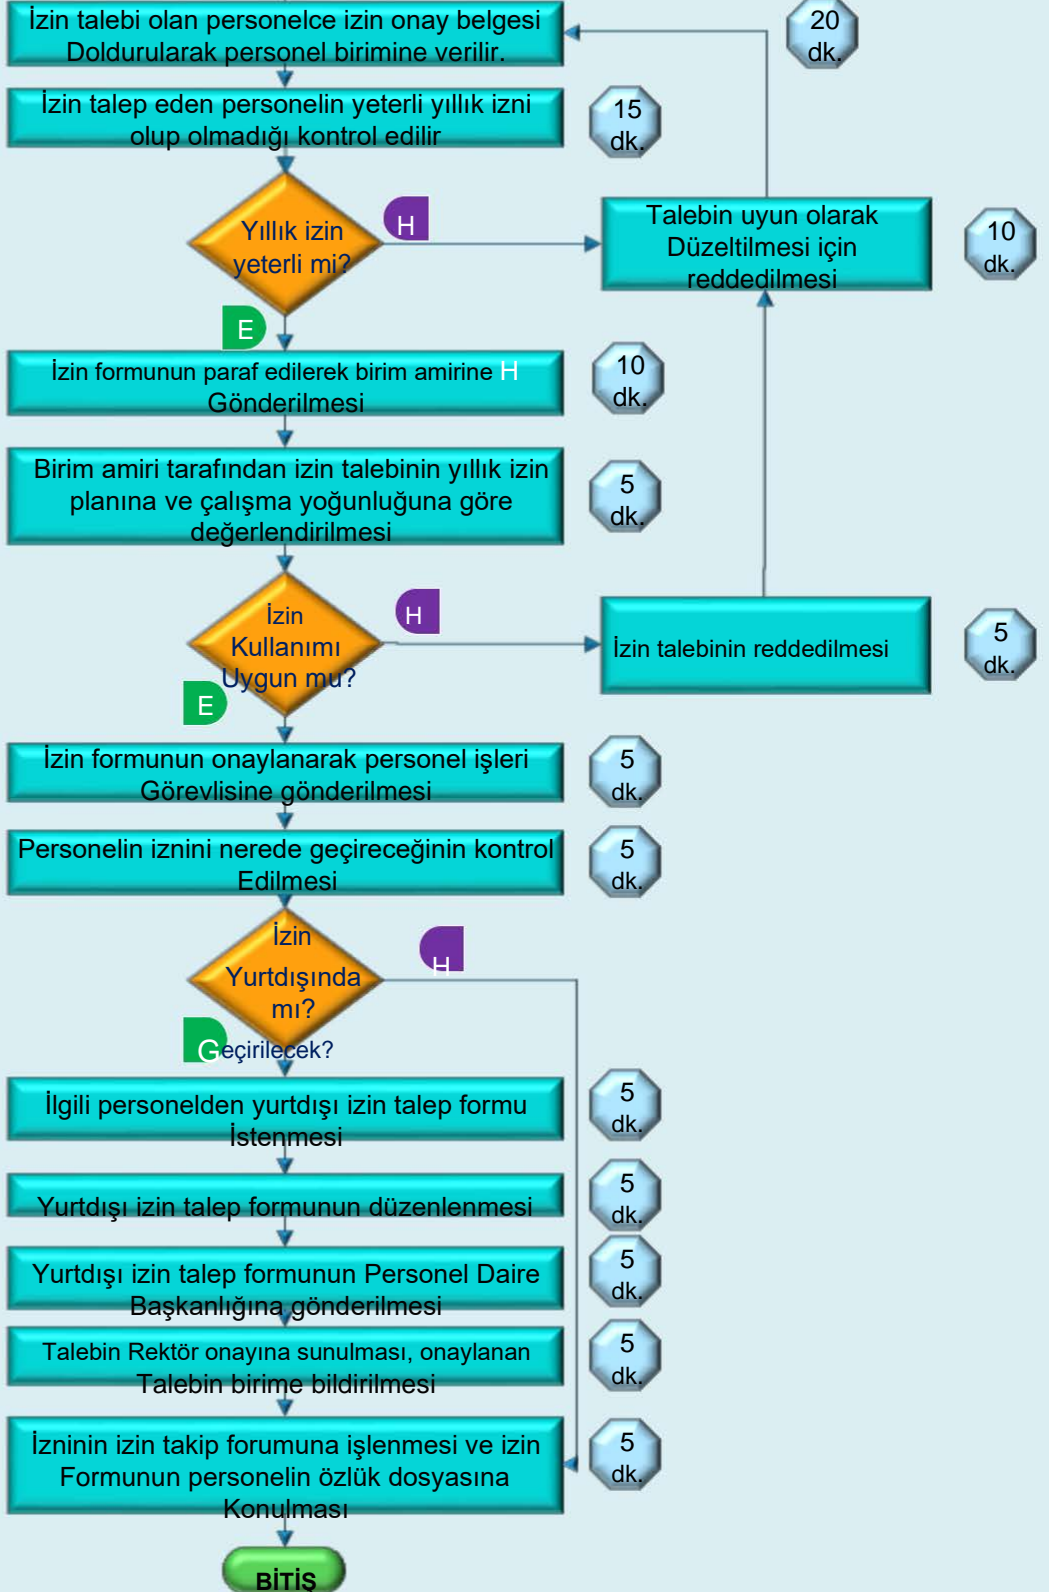 İzin talebi olan personelce izin onay belgesi
Doldurularak personel birimine verilir.
20
dk.
İzin talep eden personelin yeterli yıllık izni
olup olmadığı kontrol edilir
15
dk.
Yıllık izin
yeterli mi?
H
Talebin uyun olarak
Düzeltilmesi için
reddedilmesi
10
dk.
E
İzin formunun paraf edilerek birim amirine H
Gönderilmesi
10
dk.
Birim amiri tarafından izin talebinin yıllık izin
planına ve çalışma yoğunluğuna göre
değerlendirilmesi
5
dk.
İzin
Kullanımı
Uygun mu?
H
İzin talebinin reddedilmesi
5
dk.
E
İzin formunun onaylanarak personel işleri
Görevlisine gönderilmesi
5
dk.
Personelin iznini nerede geçireceğinin kontrol
Edilmesi
5
dk.
İzin
Yurtdışında
mı?
Geçirilecek?
H
İlgili personelden yurtdışı izin talep formu
İstenmesi
5
dk.
Yurtdışı izin talep formunun düzenlenmesi
5
dk.
Yurtdışı izin talep formunun Personel Daire
Başkanlığına gönderilmesi
5
dk.
Talebin Rektör onayına sunulması, onaylanan
Talebin birime bildirilmesi
5
dk.
İzninin izin takip forumuna işlenmesi ve izin
Formunun personelin özlük dosyasına
Konulması
5
dk.
BİTİŞ